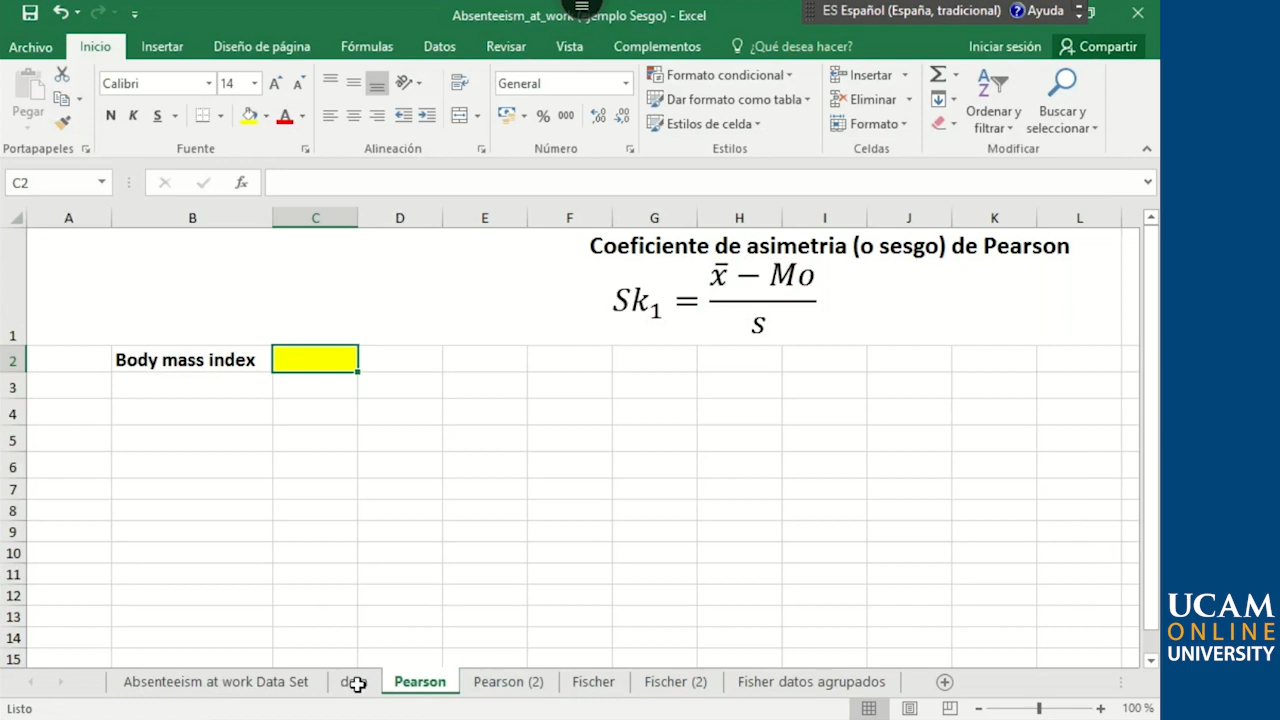 Absenteeism_at_work (Ejemplo Sesgo) - Excel
ES Español (España, tradicional)
Ayuda
Archivo
Inicio
Insertar
Diseño de página
Fórmulas
Datos
Revisar
Vista
Complementos
¿Qué desea hacer?
Iniciar sesión
Compartir
Pegar
Calibri
14
N K S
General
% 000
Formato condicional
Dar formato como tabla
Estilos de celda
Insertar
Eliminar
Formato
Ordenar y
filtrar
Buscar y
seleccionar
Portapapeles
Fuente
Alineación
Número
Estilos
Celdas
Modificar
C2
fx
A B C D E F G H I J K L
Coeficiente de asimetria (o sesgo) de Pearson
Sk₁ = (x̄ − Mo) / s
1
2 Body mass index
3
4
5
6
7
8
9
10
11
12
13
14
15
Absenteeism at work Data Set
Pearson
Pearson (2)
Fischer
Fischer (2)
Fisher datos agrupados
Listo
100 %
UCAM
ONLINE
UNIVERSITY